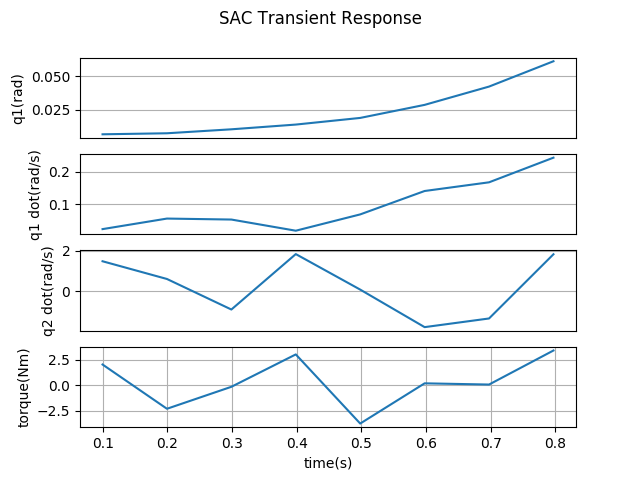 SAC Transient Response
q1(rad)
0.050
0.025
q1 dot(rad/s)
0.2
0.1
q2 dot(rad/s)
2
0
torque(Nm)
2.5
0.0
−2.5
0.1 0.2 0.3 0.4 0.5 0.6 0.7 0.8
time(s)